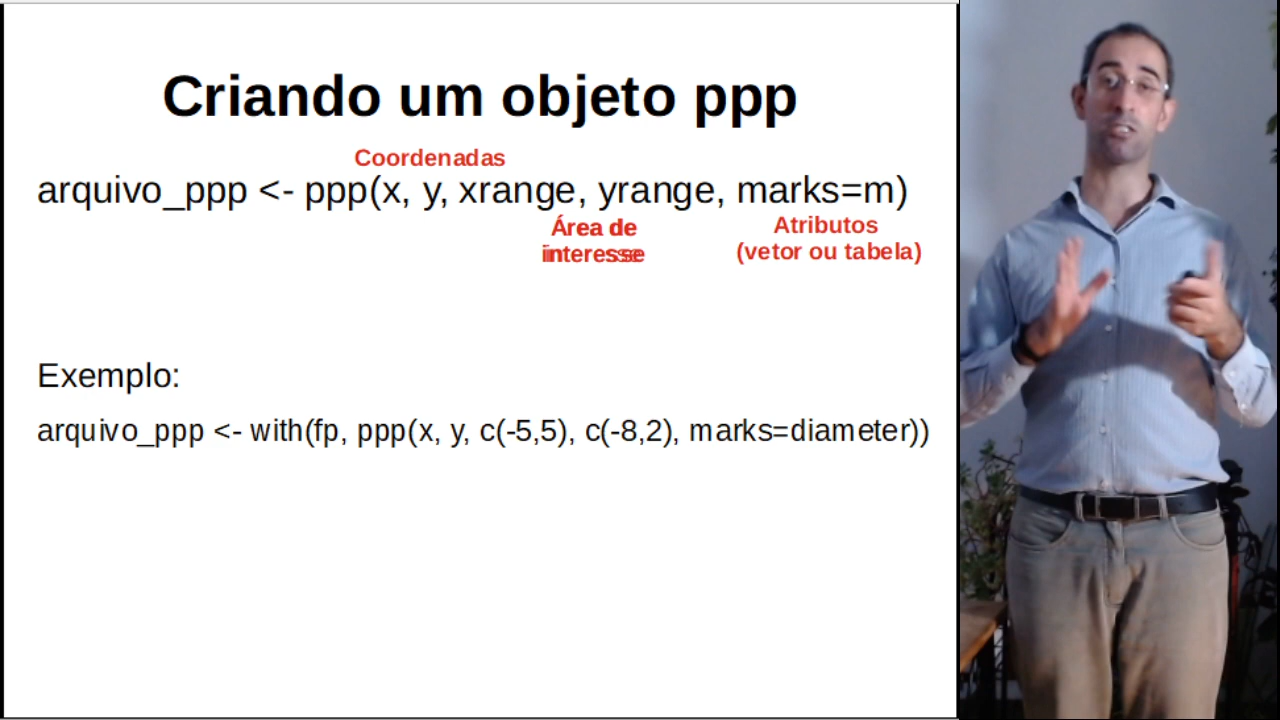 Criando um objeto ppp
Coordenadas
arquivo_ppp <- ppp(x, y, xrange, yrange, marks=m)
Área de
interesse
Atributos
(vetor ou tabela)
Exemplo:
arquivo_ppp <- with(fp, ppp(x, y, c(-5,5), c(-8,2), marks=diameter))